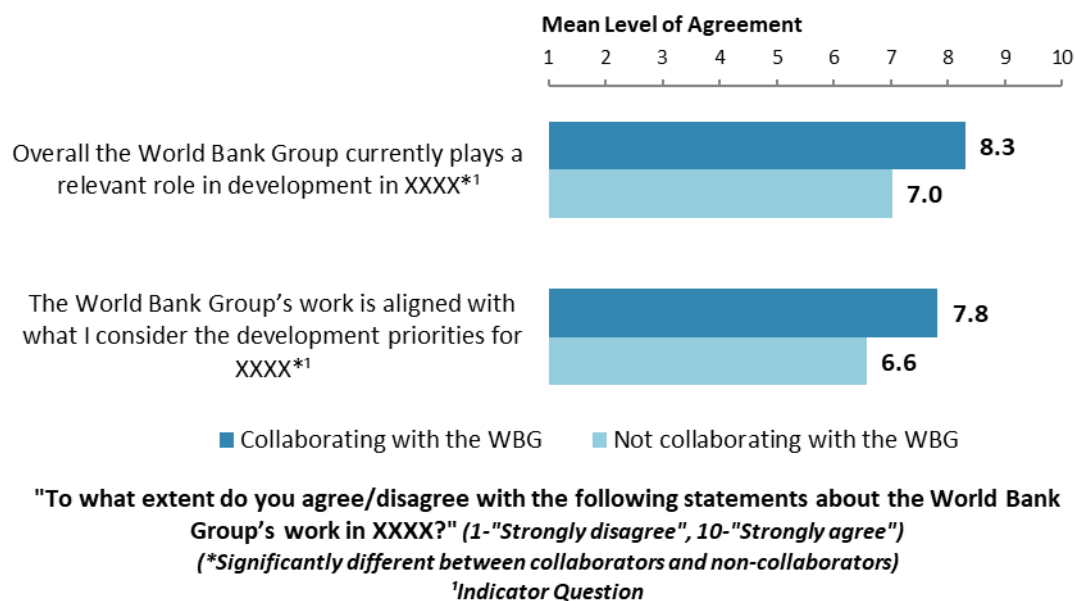 Mean Level of Agreement
1 2 3 4 5 6 7 8 9 10
Overall the World Bank Group currently plays a
relevant role in development in XXXX*¹
8.3
7.0
The World Bank Group’s work is aligned with
what I consider the development priorities for
XXXX*¹
7.8
6.6
Collaborating with the WBG Not collaborating with the WBG
"To what extent do you agree/disagree with the following statements about the World Bank
Group’s work in XXXX?" (1-"Strongly disagree", 10-"Strongly agree")
(*Significantly different between collaborators and non-collaborators)
¹Indicator Question